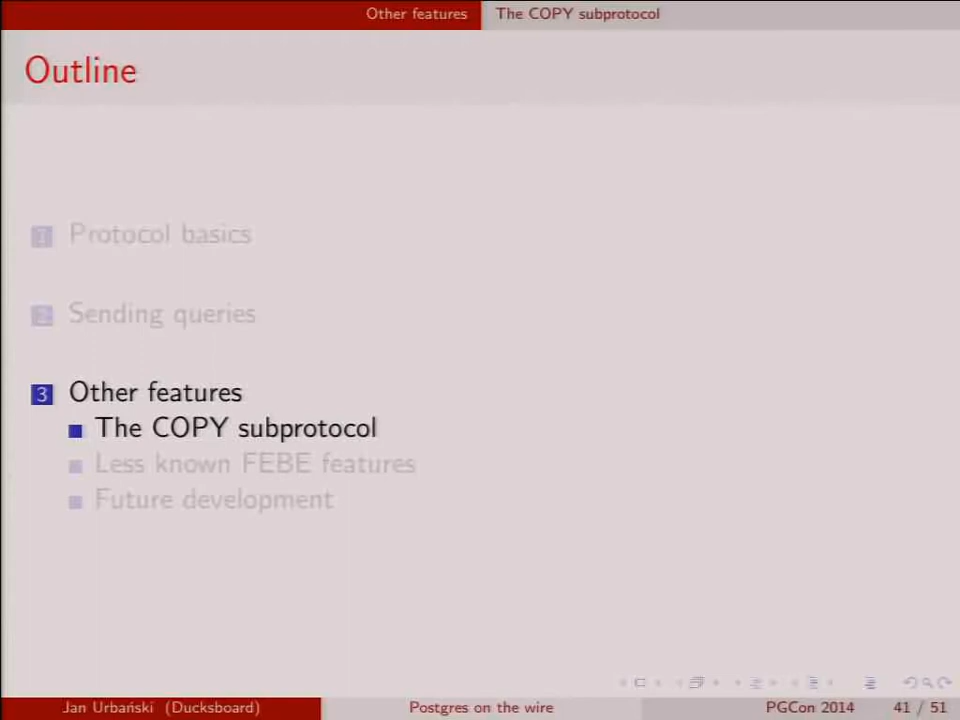 Other features The COPY subprotocol
Outline
1 Protocol basics
2 Sending queries
3 Other features
The COPY subprotocol
Less known FEBE features
Future development
Jan Urbański (Ducksboard) Postgres on the wire PGCon 2014 41 / 51